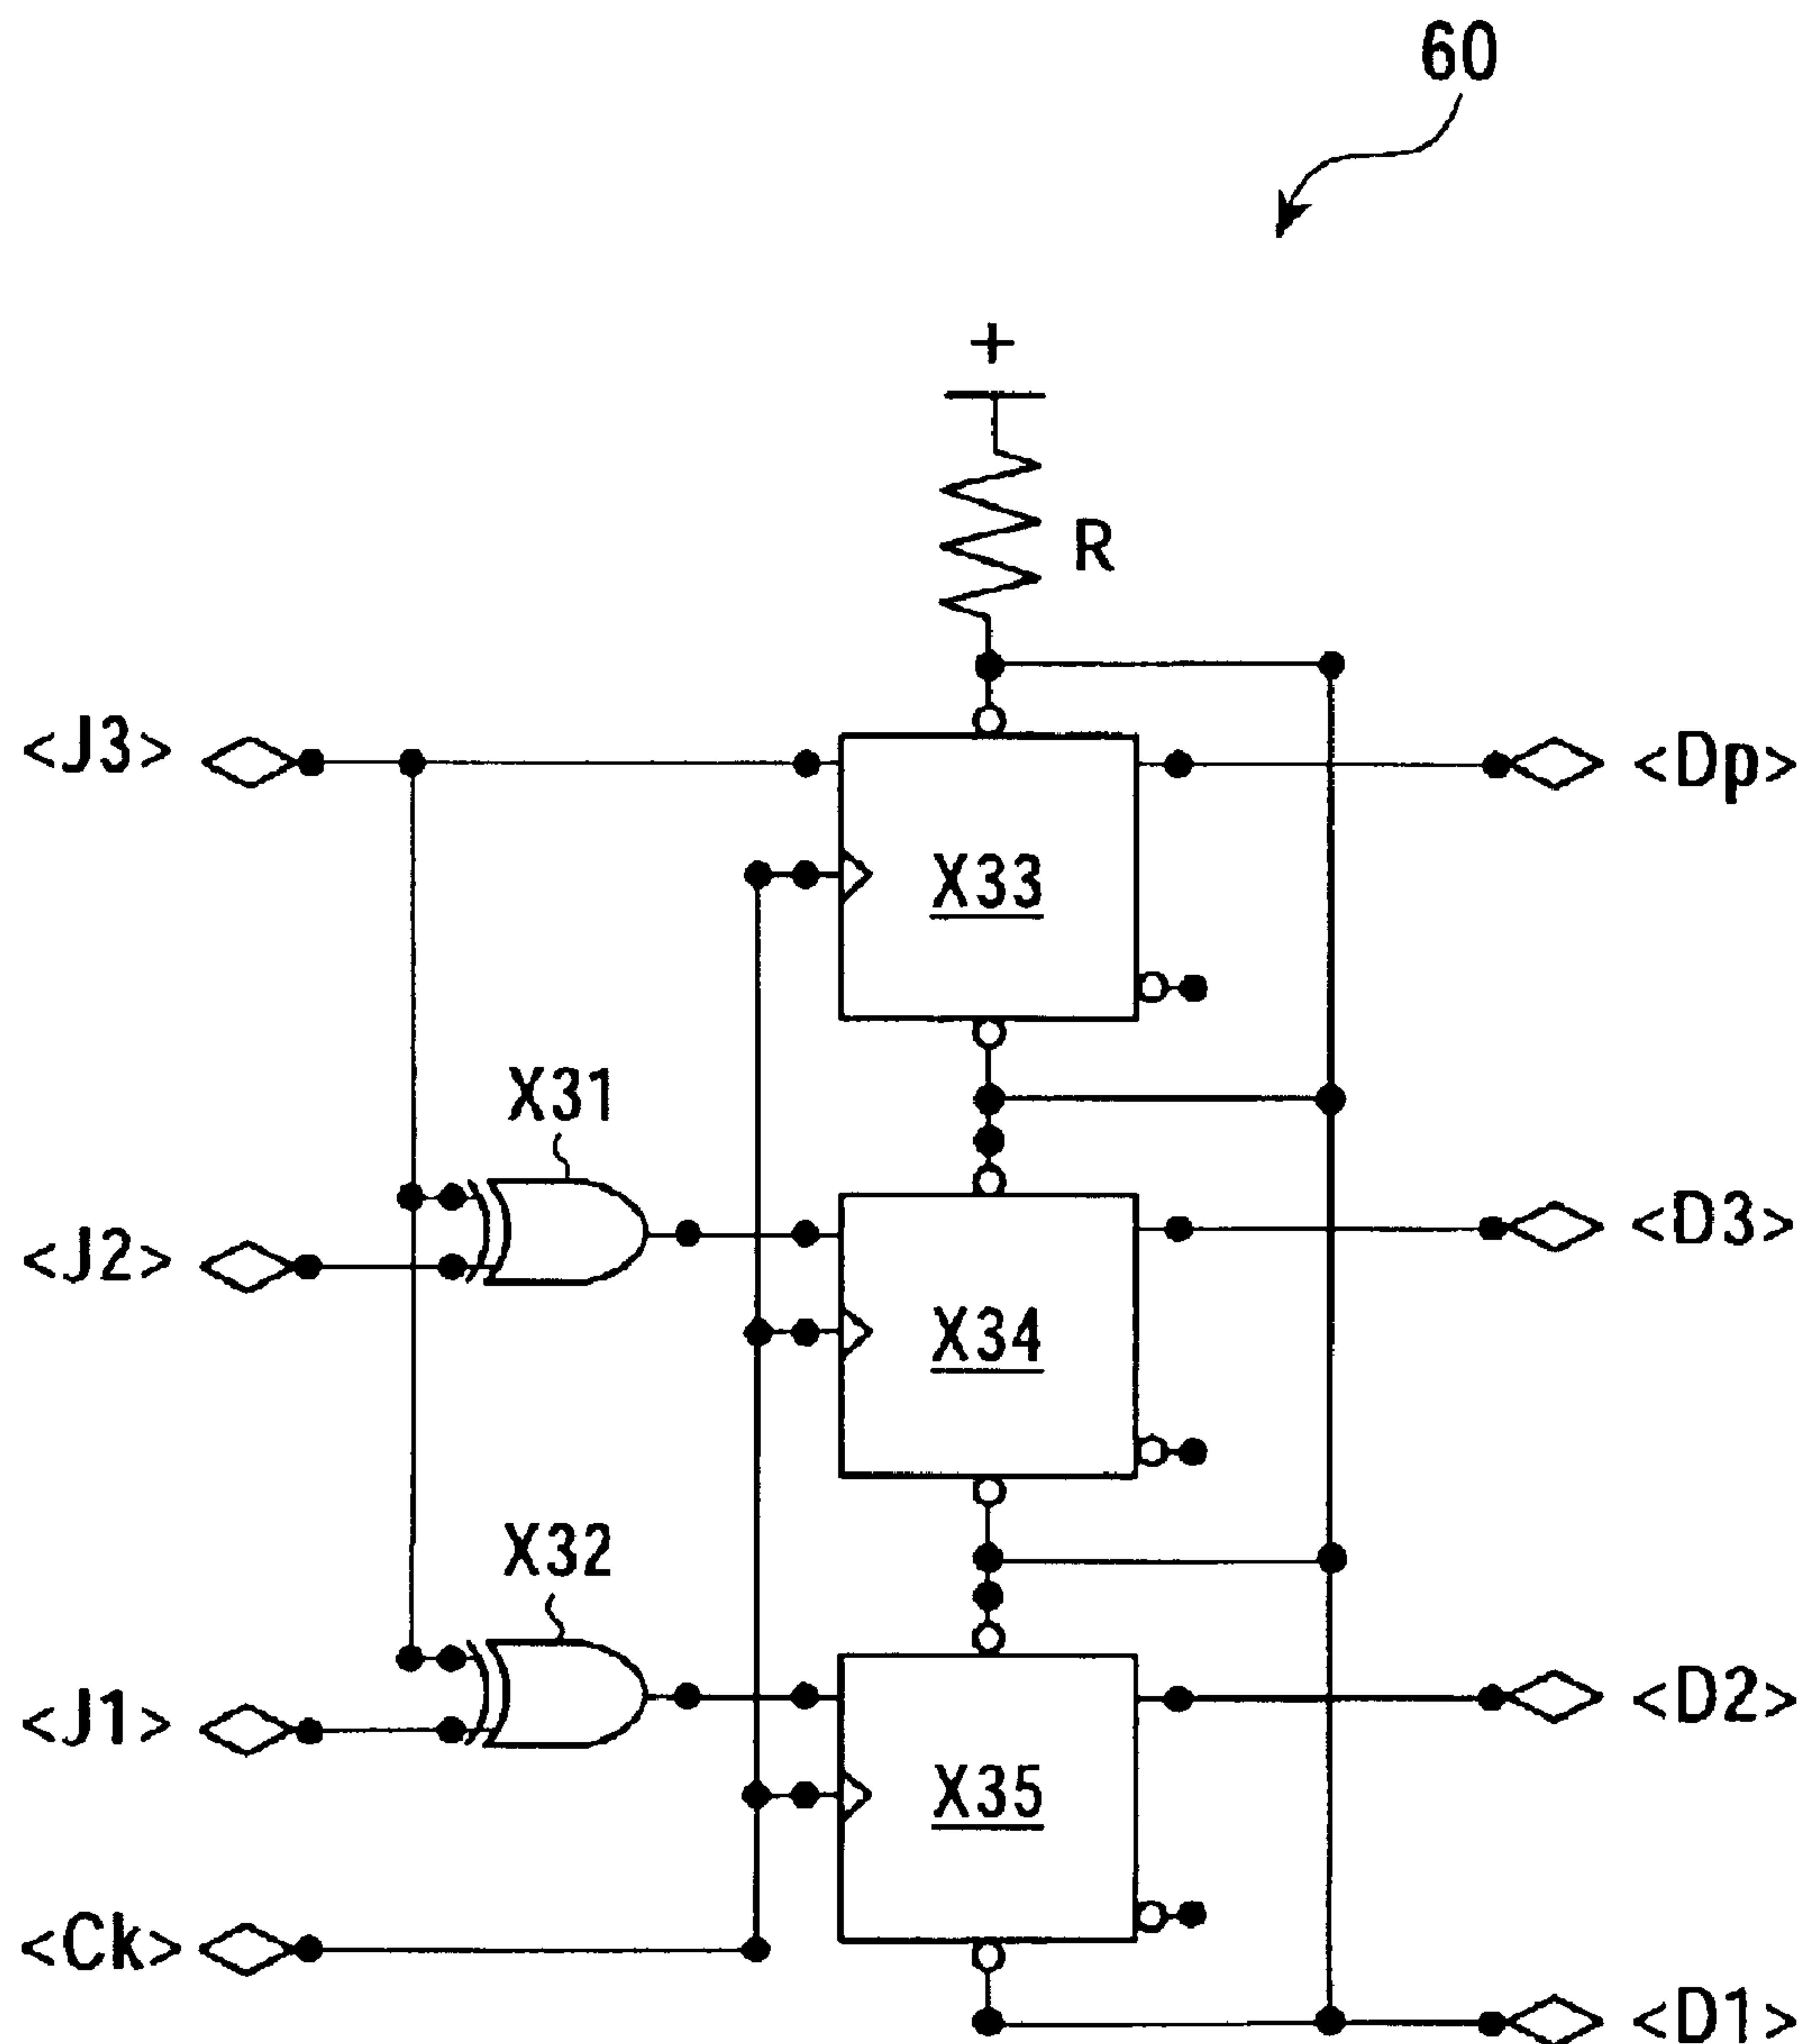 60
+
R
<J3>
<Dp>
X33
X31
<J2>
<D3>
X34
X32
<J1>
<D2>
X35
<Ck>
<D1>